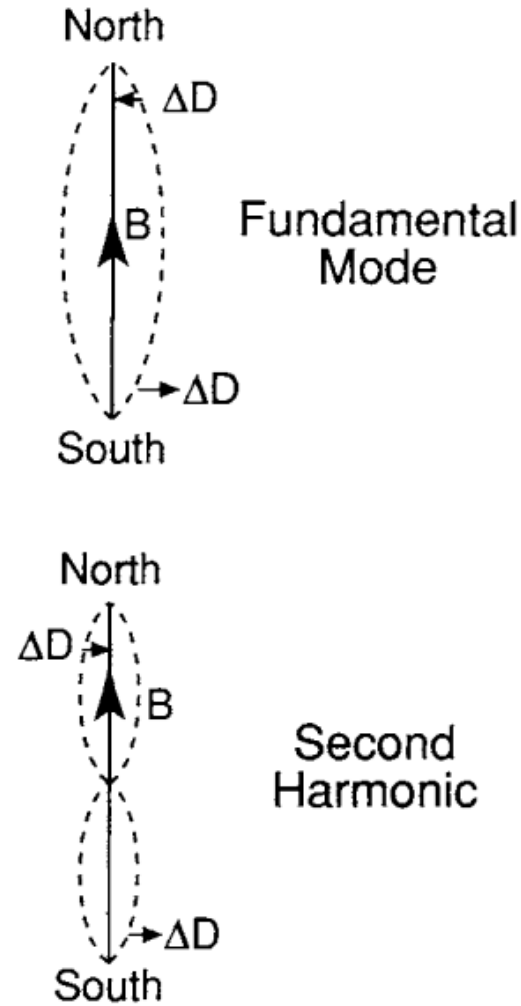 North
ΔD
B
Fundamental
Mode
ΔD
South
North
ΔD
B
Second
Harmonic
ΔD
South